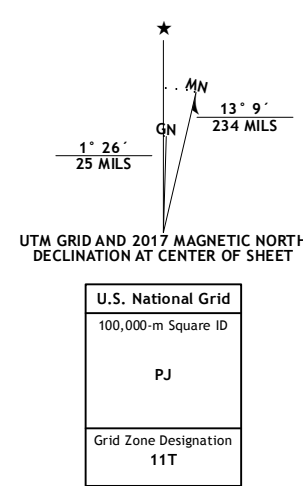 ★
MN
GN
13° 9´
234 MILS
1° 26´
25 MILS
UTM GRID AND 2017 MAGNETIC NORTH
DECLINATION AT CENTER OF SHEET
U.S. National Grid
100,000-m Square ID
PJ
Grid Zone Designation
11T